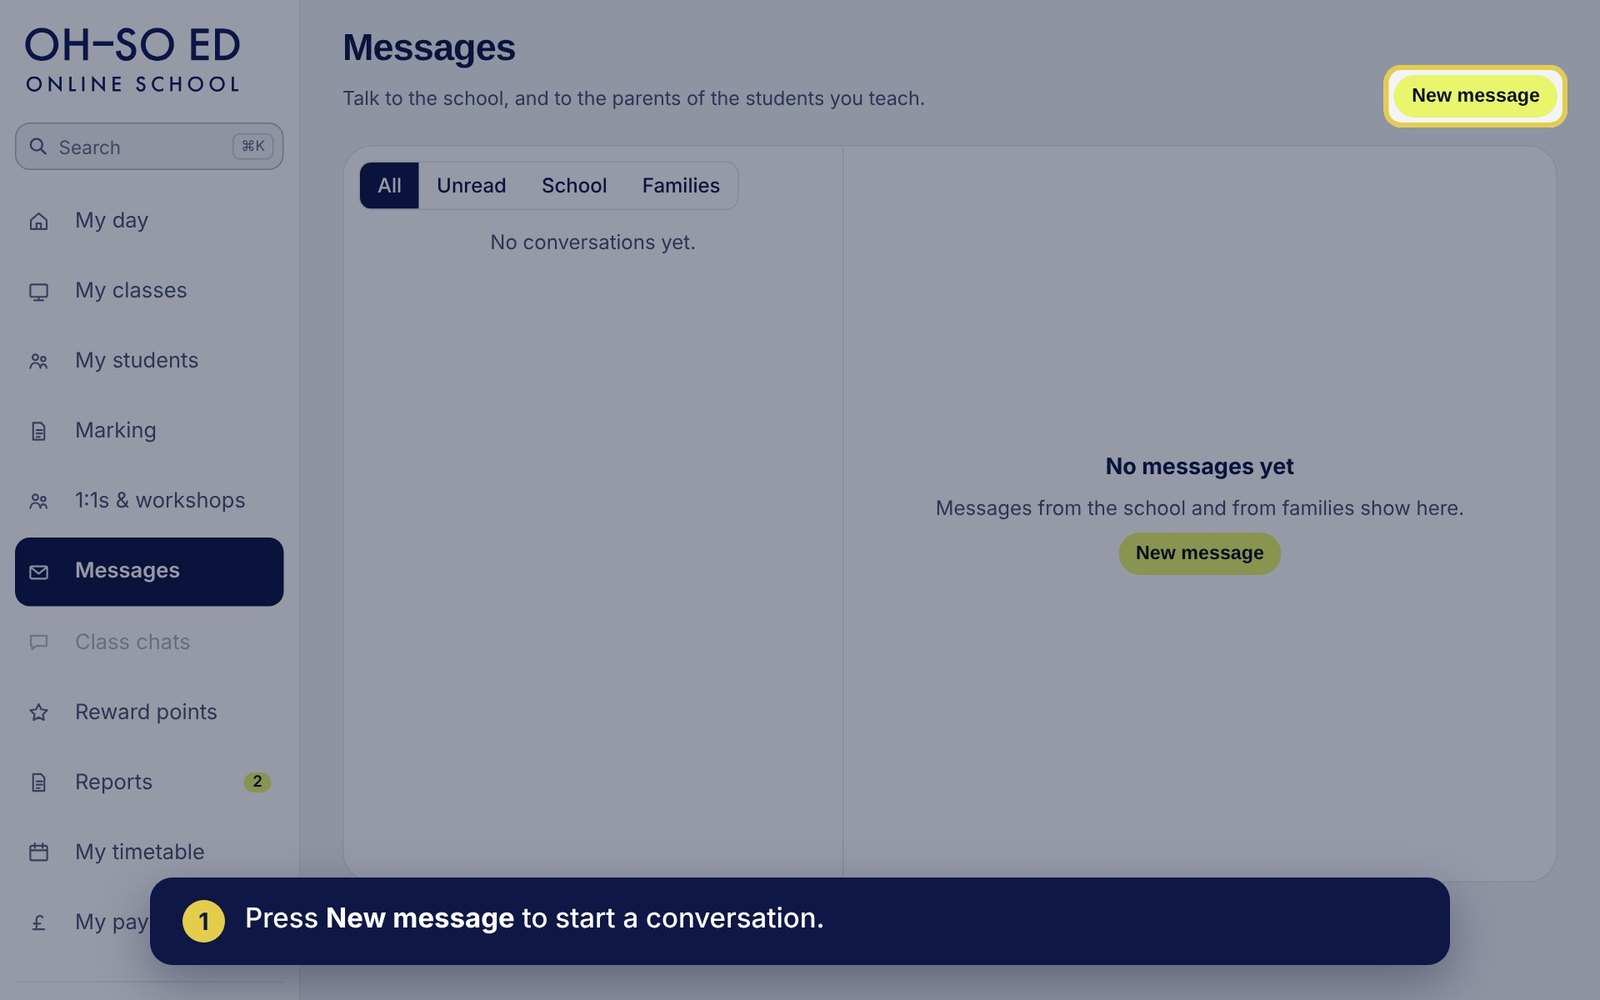 OH–SO ED
ONLINE SCHOOL
Search ⌘K
My day
My classes
My students
Marking
1:1s & workshops
Messages
Class chats
Reward points
Reports 2
My timetable
My pay
Messages
Talk to the school, and to the parents of the students you teach.
New message
All Unread School Families
No conversations yet.
No messages yet
Messages from the school and from families show here.
New message
1 Press New message to start a conversation.